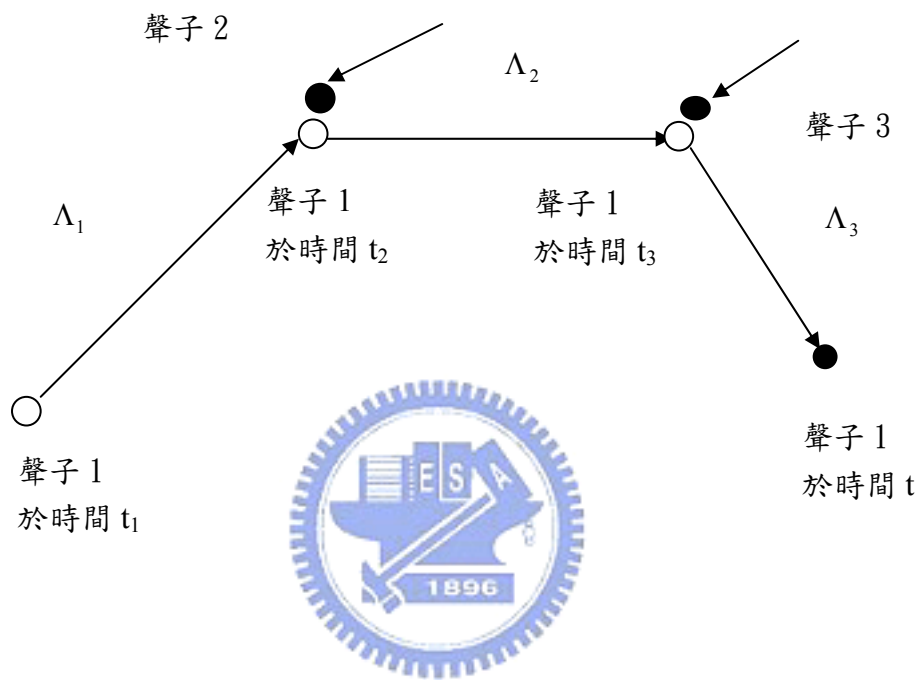 聲子 2
Λ₂
聲子 3
聲子 1
於時間 t₂
聲子 1
於時間 t₃
Λ₁
Λ₃
聲子 1
於時間 t₁
聲子 1
於時間 t
E S A
1896